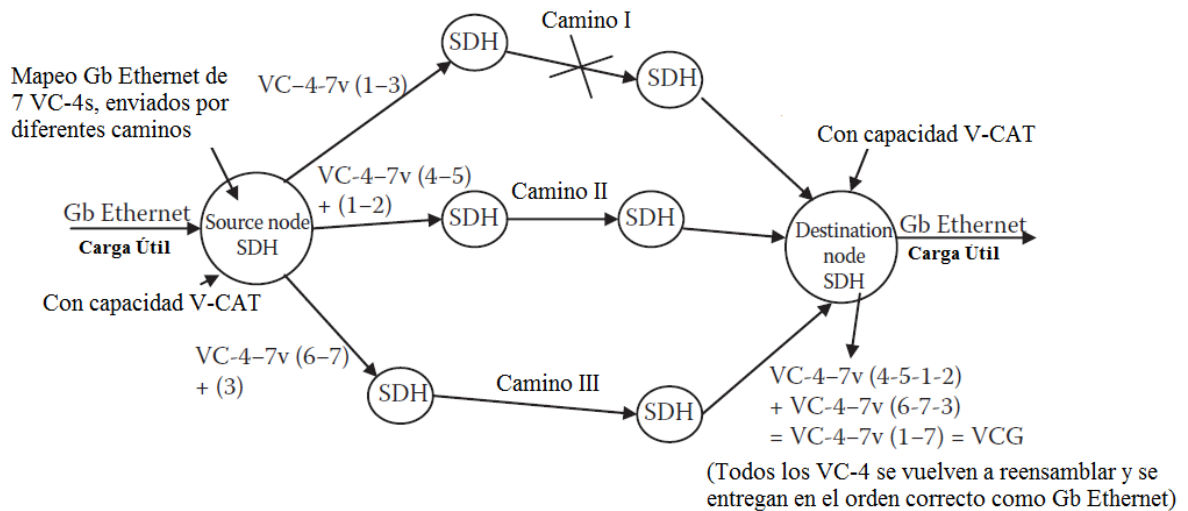 Camino I
SDH
SDH
Mapeo Gb Ethernet de
7 VC-4s, enviados por
diferentes caminos
VC–4-7v (1–3)
Con capacidad V-CAT
VC-4–7v (4–5)
+ (1–2)
Camino II
SDH
SDH
Gb Ethernet
Carga Útil
Source node
SDH
Destination
node
SDH
Gb Ethernet
Carga Útil
Con capacidad V-CAT
VC-4–7v (6–7)
+ (3)
Camino III
SDH
SDH
VC-4–7v (4-5-1-2)
+ VC-4–7v (6-7-3)
= VC-4–7v (1–7) = VCG
(Todos los VC-4 se vuelven a reensamblar y se
entregan en el orden correcto como Gb Ethernet)